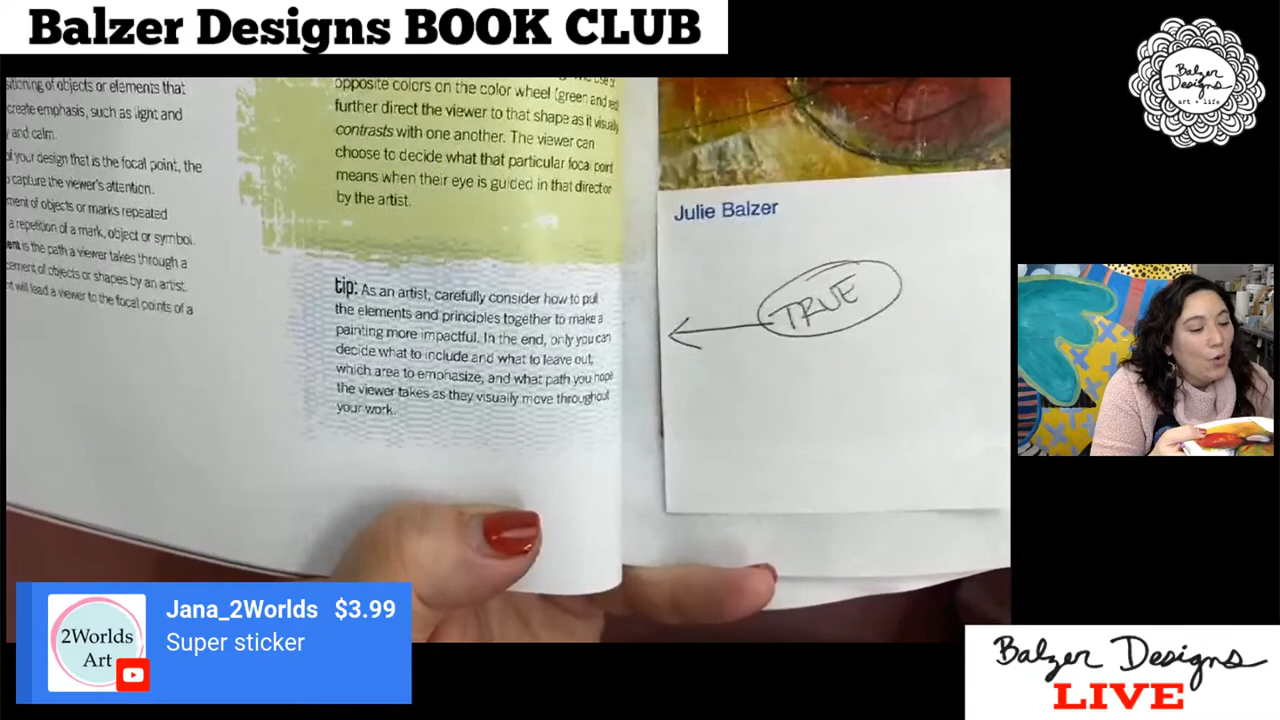 Balzer Designs BOOK CLUB
Balzer
Designs
art + life
of objects or elements that
create emphasis, such as light and
and calm.
of your design that is the focal point, the
capture the viewer's attention.
ment of objects or marks repeated
a repetition of a mark, object or symbol.
is the path a viewer takes through a
cement of objects or shapes by an artist.
will lead a viewer to the focal points of a
opposite colors on the color wheel (green and red
further direct the viewer to that shape as it visually
contrasts with one another. The viewer can
choose to decide what that particular focal point
means when their eye is guided in that direction
by the artist.
tip: As an artist, carefully consider how to put
the elements and principles together to make a
painting more impactful. In the end, only you can
decide what to include and what to leave out,
which area to emphasize, and what path you hope
the viewer takes as they visually move throughout
your work.
Julie Balzer
TRUE
2Worlds
Art
Jana_2Worlds $3.99
Super sticker
Balzer Designs
LIVE